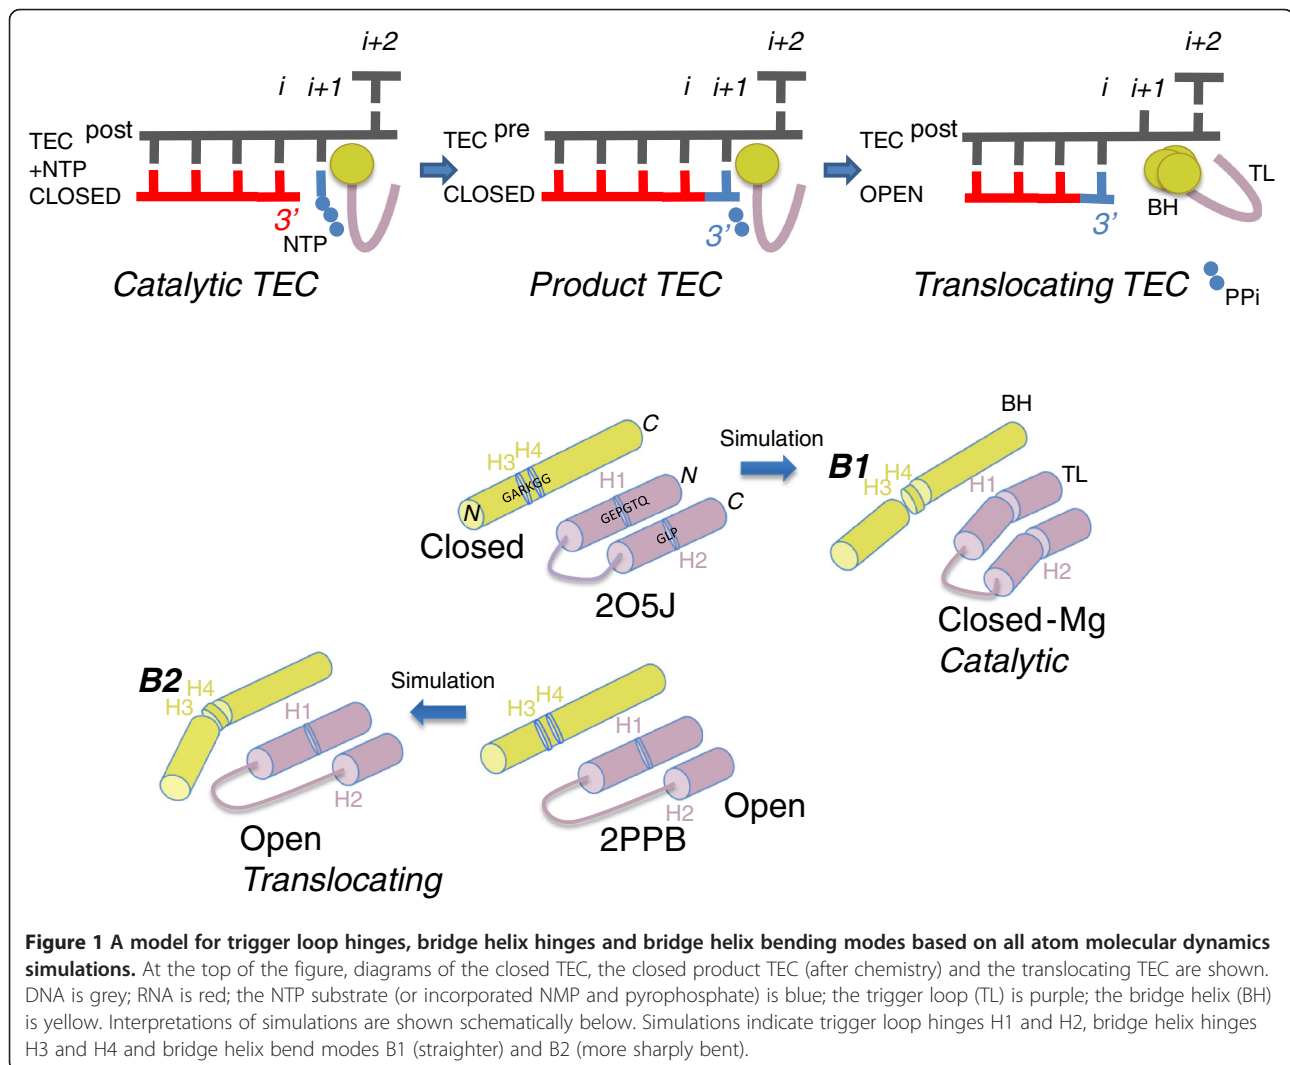 i+2
i+2
i+2
i
i+1
i
i+1
i
i+1
TEC post
+NTP
CLOSED
TEC pre
CLOSED
TEC post
OPEN
TL
BH
3'
NTP
3'
3'
Catalytic TEC
Product TEC
Translocating TEC
PPi
BH
C
Simulation
H3
H4
GARKGG
N
H1
N
GEPGTQ
C
GLP
H2
Closed
2O5J
B1
H3
H4
H1
TL
H2
Closed-Mg
Catalytic
B2
H4
H3
H1
H2
Simulation
Open
Translocating
H3
H4
H1
H2
Open
2PPB
Figure 1 A model for trigger loop hinges, bridge helix hinges and bridge helix bending modes based on all atom molecular dynamics
simulations. At the top of the figure, diagrams of the closed TEC, the closed product TEC (after chemistry) and the translocating TEC are shown.
DNA is grey; RNA is red; the NTP substrate (or incorporated NMP and pyrophosphate) is blue; the trigger loop (TL) is purple; the bridge helix (BH)
is yellow. Interpretations of simulations are shown schematically below. Simulations indicate trigger loop hinges H1 and H2, bridge helix hinges
H3 and H4 and bridge helix bend modes B1 (straighter) and B2 (more sharply bent).